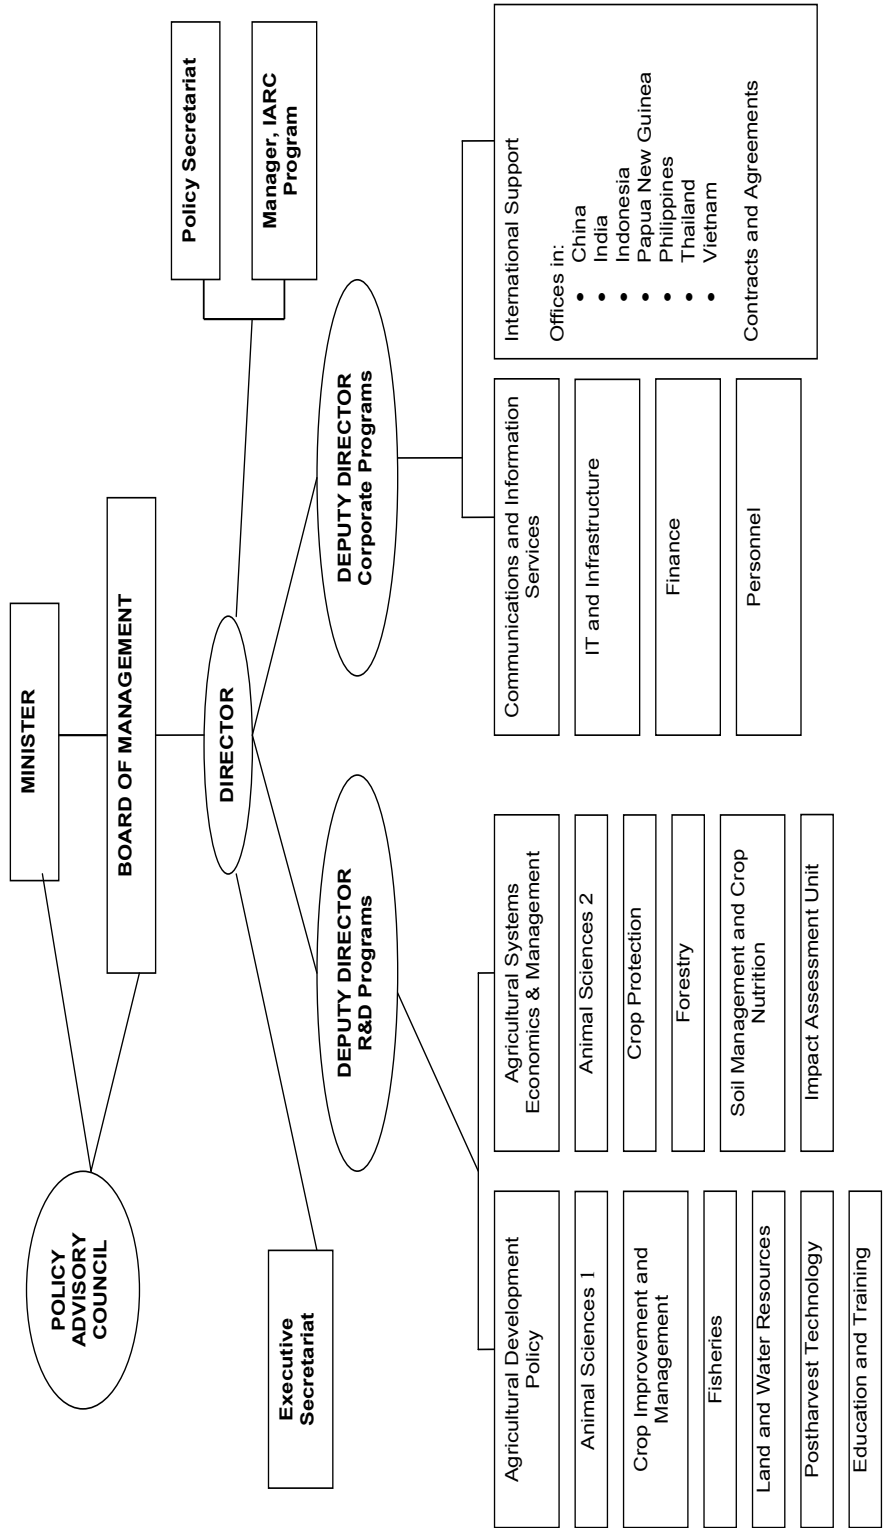 MINISTER
POLICY
ADVISORY
COUNCIL
BOARD OF MANAGEMENT
DIRECTOR
Policy Secretariat
Manager, IARC
Program
Executive
Secretariat
DEPUTY DIRECTOR
R&D Programs
DEPUTY DIRECTOR
Corporate Programs
Agricultural Development
Policy
Animal Sciences 1
Crop Improvement and
Management
Fisheries
Land and Water Resources
Postharvest Technology
Education and Training
Agricultural Systems
Economics & Management
Animal Sciences 2
Crop Protection
Forestry
Soil Management and Crop
Nutrition
Impact Assessment Unit
Communications and Information
Services
IT and Infrastructure
Finance
Personnel
International Support
Offices in:
• China
• India
• Indonesia
• Papua New Guinea
• Philippines
• Thailand
• Vietnam
Contracts and Agreements